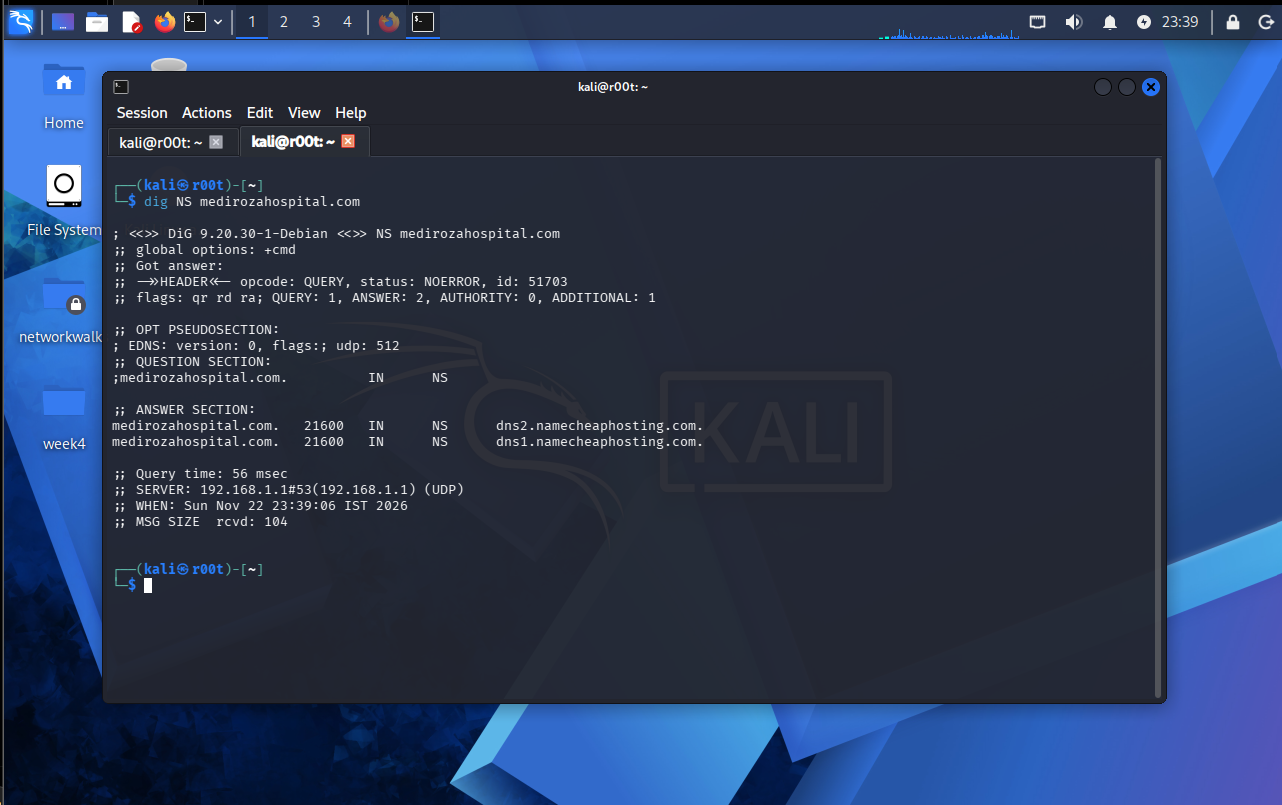 1 2 3 4 23:39
kali@r00t: ~
Session Actions Edit View Help
kali@r00t: ~ kali@r00t: ~
Home
File System
networkwalk
week4
┌──(kali㉿r00t)-[~]
└─$ dig NS medirozahospital.com
; <<>> DiG 9.20.30-1-Debian <<>> NS medirozahospital.com
;; global options: +cmd
;; Got answer:
;; ->>HEADER<<- opcode: QUERY, status: NOERROR, id: 51703
;; flags: qr rd ra; QUERY: 1, ANSWER: 2, AUTHORITY: 0, ADDITIONAL: 1
;; OPT PSEUDOSECTION:
; EDNS: version: 0, flags:; udp: 512
;; QUESTION SECTION:
;medirozahospital.com. IN NS
;; ANSWER SECTION:
medirozahospital.com. 21600 IN NS dns2.namecheaphosting.com.
medirozahospital.com. 21600 IN NS dns1.namecheaphosting.com.
;; Query time: 56 msec
;; SERVER: 192.168.1.1#53(192.168.1.1) (UDP)
;; WHEN: Sun Nov 22 23:39:06 IST 2026
;; MSG SIZE rcvd: 104
┌──(kali㉿r00t)-[~]
└─$
KALI